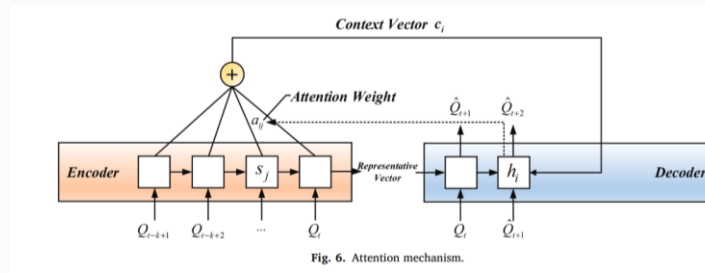 Context Vector c_i
+
Attention Weight
a_ij
Q̂_t+1 Q̂_t+2
Encoder s_j Representative Vector h_i Decoder
Q_t-k+1 Q_t-k+2 ... Q_t Q_t Q̂_t+1
Fig. 6. Attention mechanism.